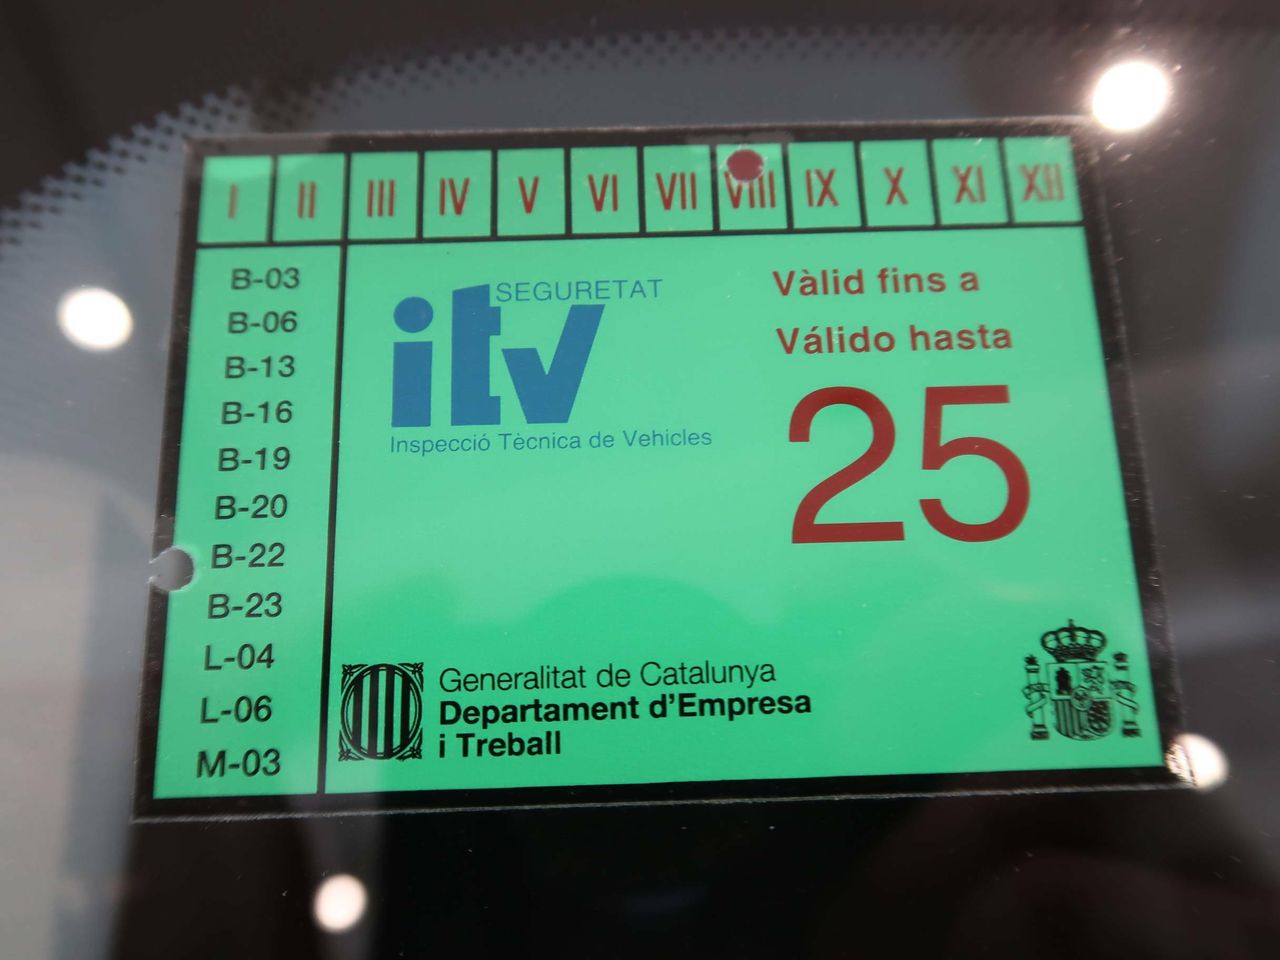 I II III IV V VI VII VIII IX X XI XII
B-03
B-06
B-13
B-16
B-19
B-20
B-22
B-23
L-04
L-06
M-03
SEGURETAT
itv
Inspecció Tècnica de Vehicles
Vàlid fins a
Válido hasta
25
Generalitat de Catalunya
Departament d'Empresa
i Treball